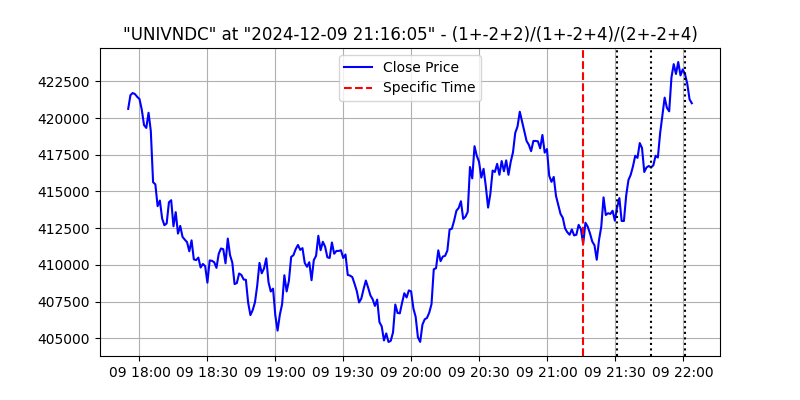 "UNIVNDC" at "2024-12-09 21:16:05" - (1+-2+2)/(1+-2+4)/(2+-2+4)
Close Price
Specific Time
422500
420000
417500
415000
412500
410000
407500
405000
09 18:00 09 18:30 09 19:00 09 19:30 09 20:00 09 20:30 09 21:00 09 21:30 09 22:00